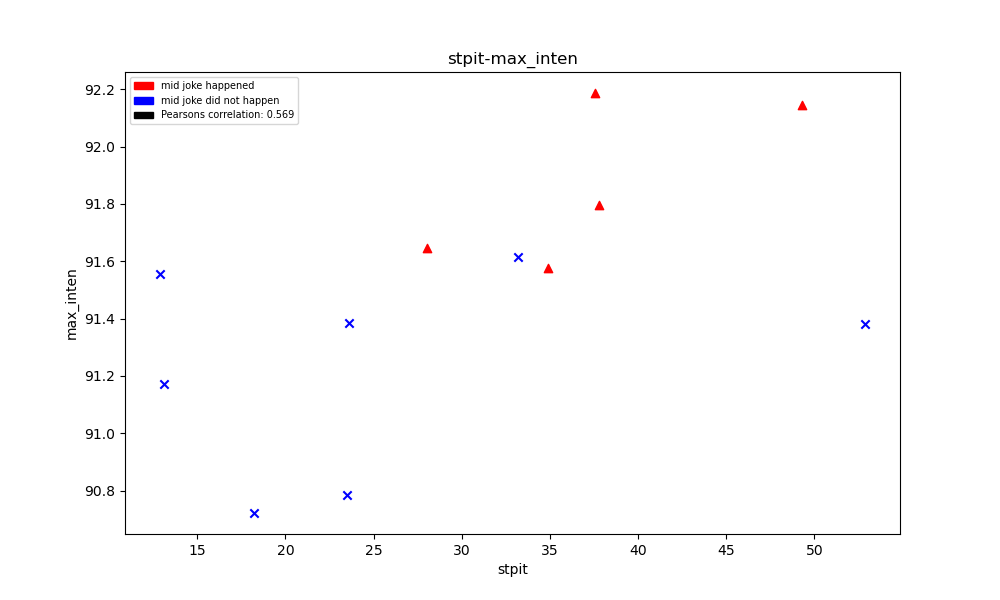 stpit-max_inten
mid joke happened
mid joke did not happen
Pearsons correlation: 0.569
92.2
92.0
91.8
91.6
91.4
91.2
91.0
90.8
max_inten
15 20 25 30 35 40 45 50
stpit